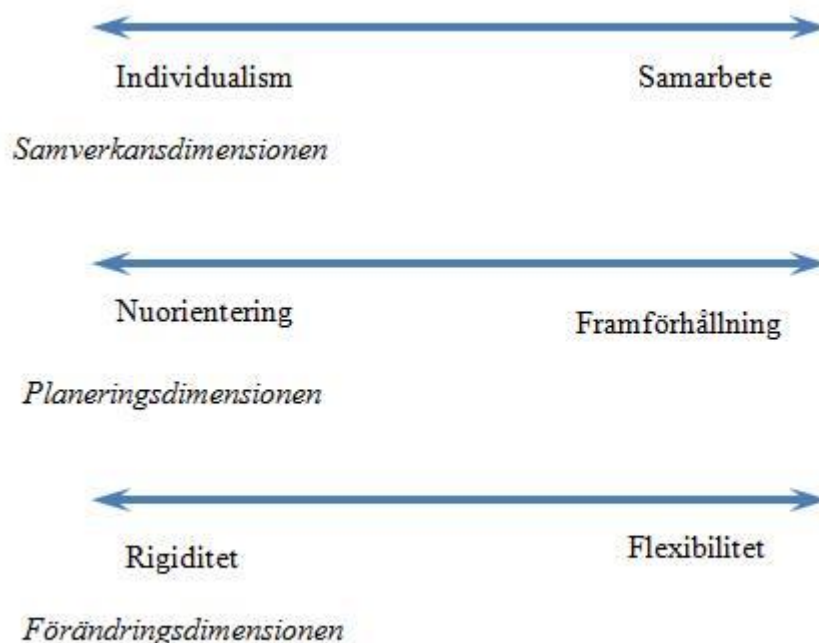 Individualism Samarbete
Samverkansdimensionen
Nuorientering Framförhållning
Planeringsdimensionen
Rigiditet Flexibilitet
Förändringsdimensionen